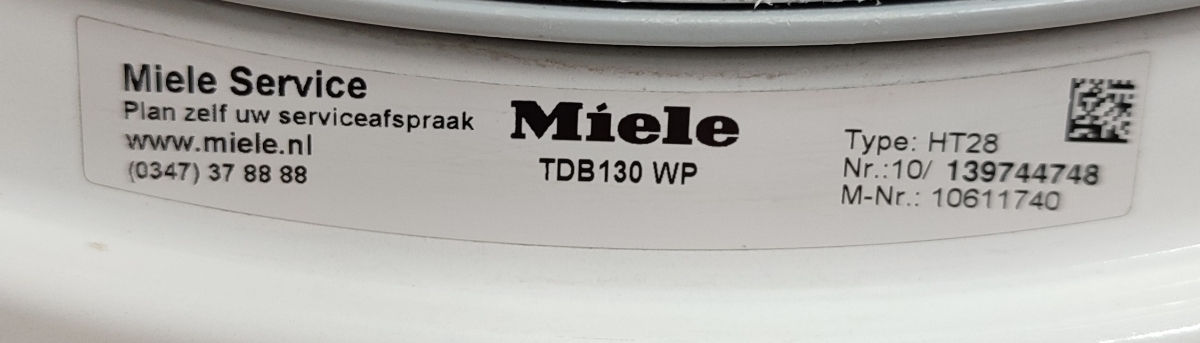 Miele Service
Plan zelf uw serviceafspraak
www.miele.nl
(0347) 37 88 88
Miele
TDB130 WP
Type: HT28
Nr.:10/ 139744748
M-Nr.: 10611740